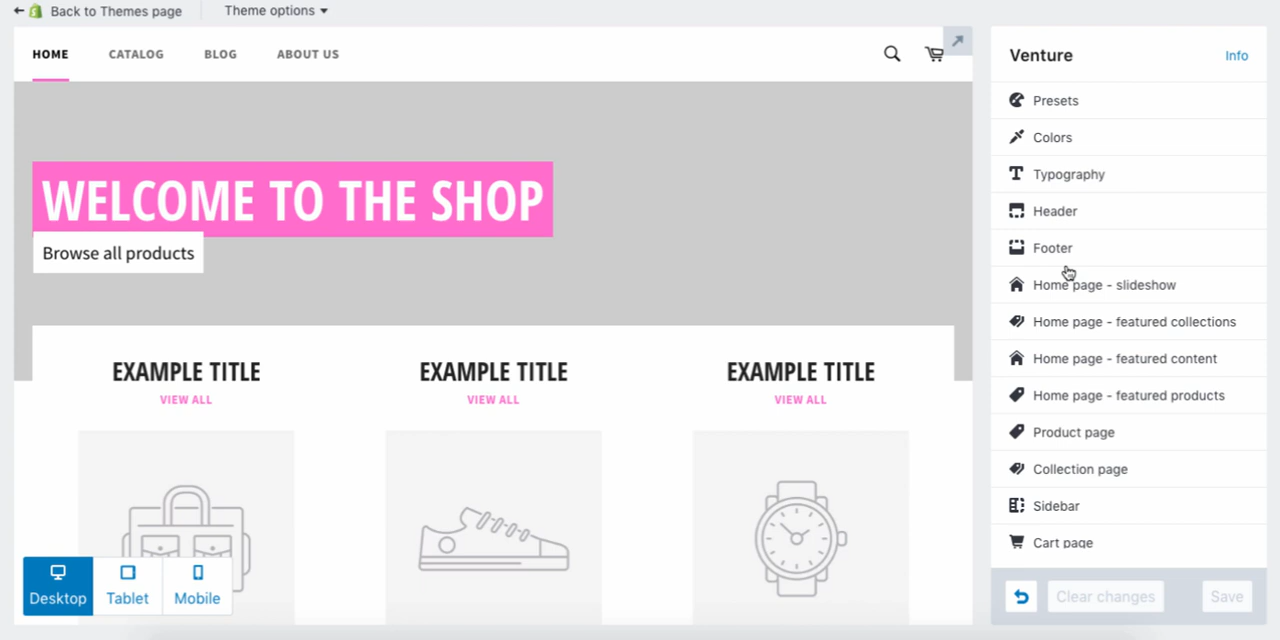 Back to Themes page
Theme options
HOME CATALOG BLOG ABOUT US
WELCOME TO THE SHOP
Browse all products
EXAMPLE TITLE EXAMPLE TITLE EXAMPLE TITLE
VIEW ALL VIEW ALL VIEW ALL
Desktop Tablet Mobile
Venture Info
Presets
Colors
Typography
Header
Footer
Home page - slideshow
Home page - featured collections
Home page - featured content
Home page - featured products
Product page
Collection page
Sidebar
Cart page
Clear changes Save